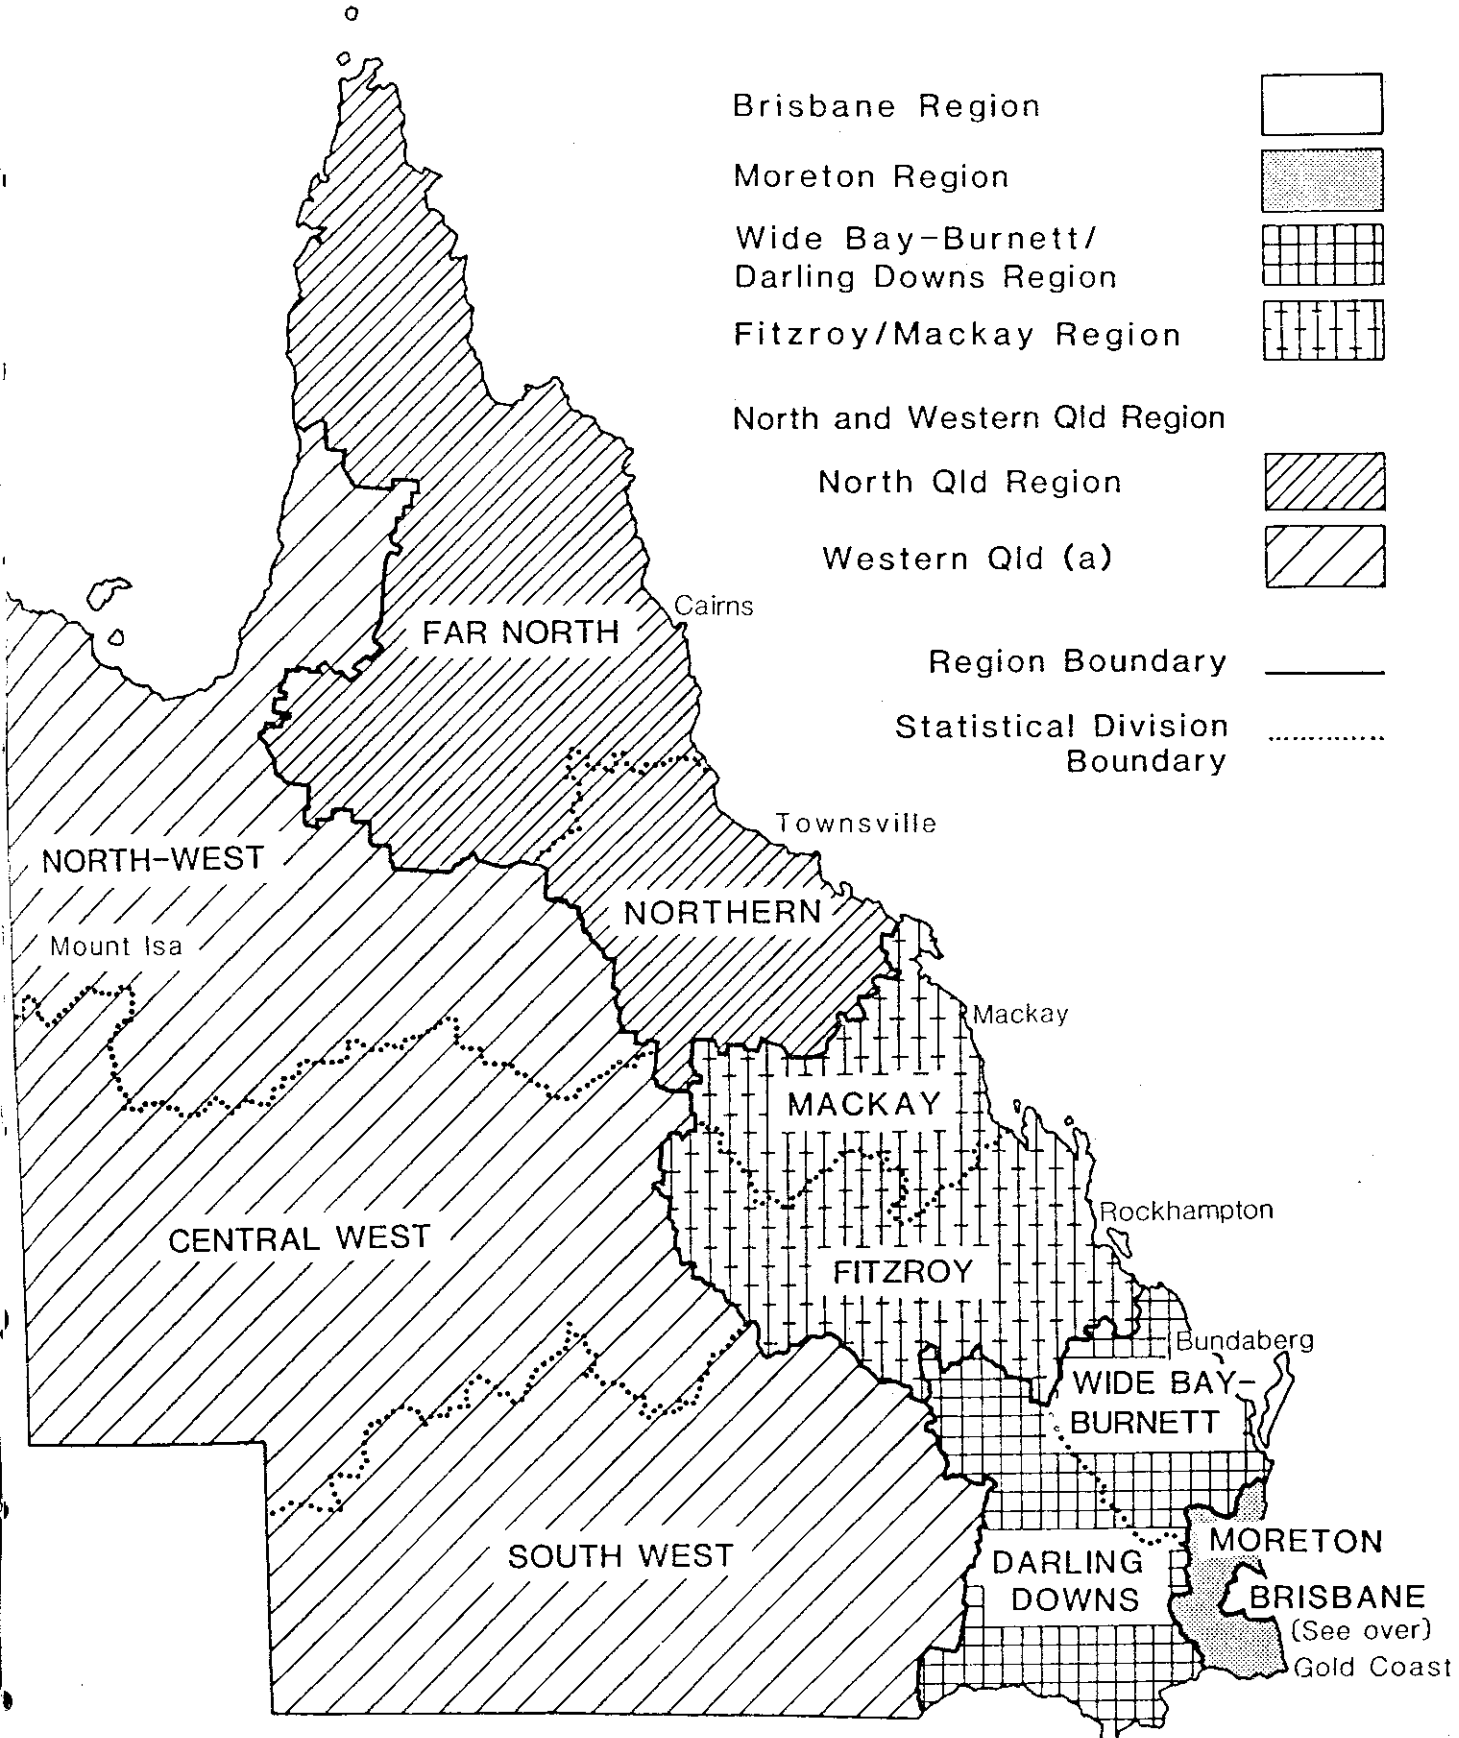 Brisbane Region
Moreton Region
Wide Bay-Burnett/
Darling Downs Region
Fitzroy/Mackay Region
North and Western Qld Region
North Qld Region
Western Qld (a)
Region Boundary
Statistical Division
Boundary
Cairns
FAR NORTH
Townsville
NORTH-WEST
NORTHERN
Mount Isa
Mackay
MACKAY
Rockhampton
CENTRAL WEST
FITZROY
Bundaberg
WIDE BAY-
BURNETT
SOUTH WEST
MORETON
DARLING
DOWNS
BRISBANE
(See over)
Gold Coast